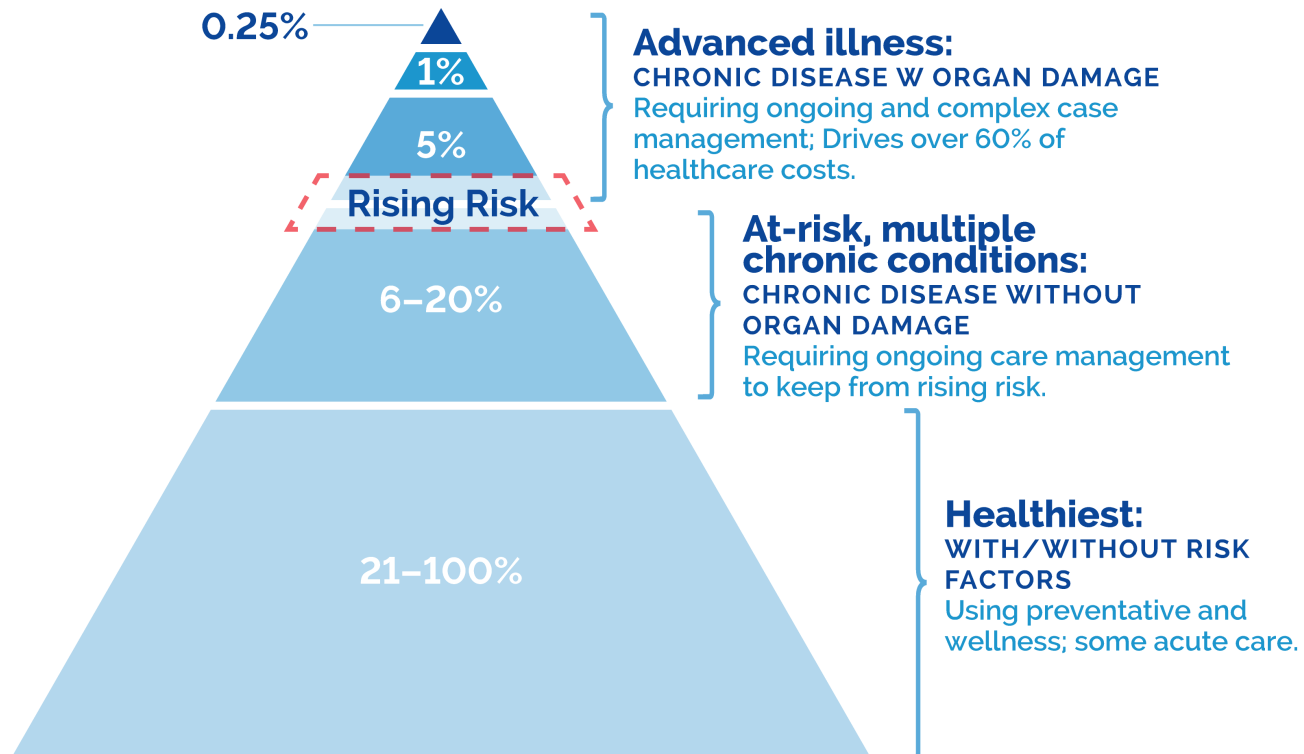 0.25%
1%
5%
Rising Risk
6–20%
21–100%
Advanced illness:
CHRONIC DISEASE W ORGAN DAMAGE
Requiring ongoing and complex case
management; Drives over 60% of
healthcare costs.
At-risk, multiple
chronic conditions:
CHRONIC DISEASE WITHOUT
ORGAN DAMAGE
Requiring ongoing care management
to keep from rising risk.
Healthiest:
WITH/WITHOUT RISK
FACTORS
Using preventative and
wellness; some acute care.